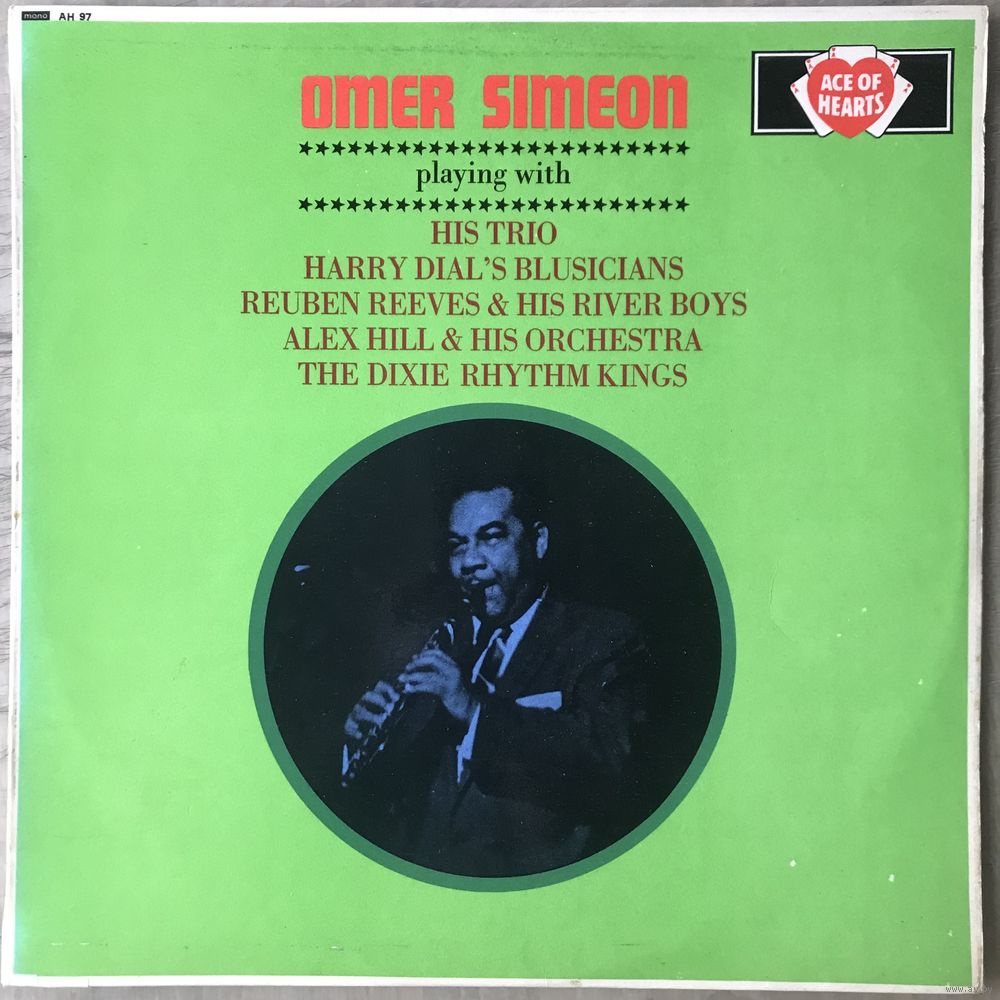 mono AH 97
OMER SIMEON
ACE OF
HEARTS
playing with
HIS TRIO
HARRY DIAL'S BLUSICIANS
REUBEN REEVES & HIS RIVER BOYS
ALEX HILL & HIS ORCHESTRA
THE DIXIE RHYTHM KINGS